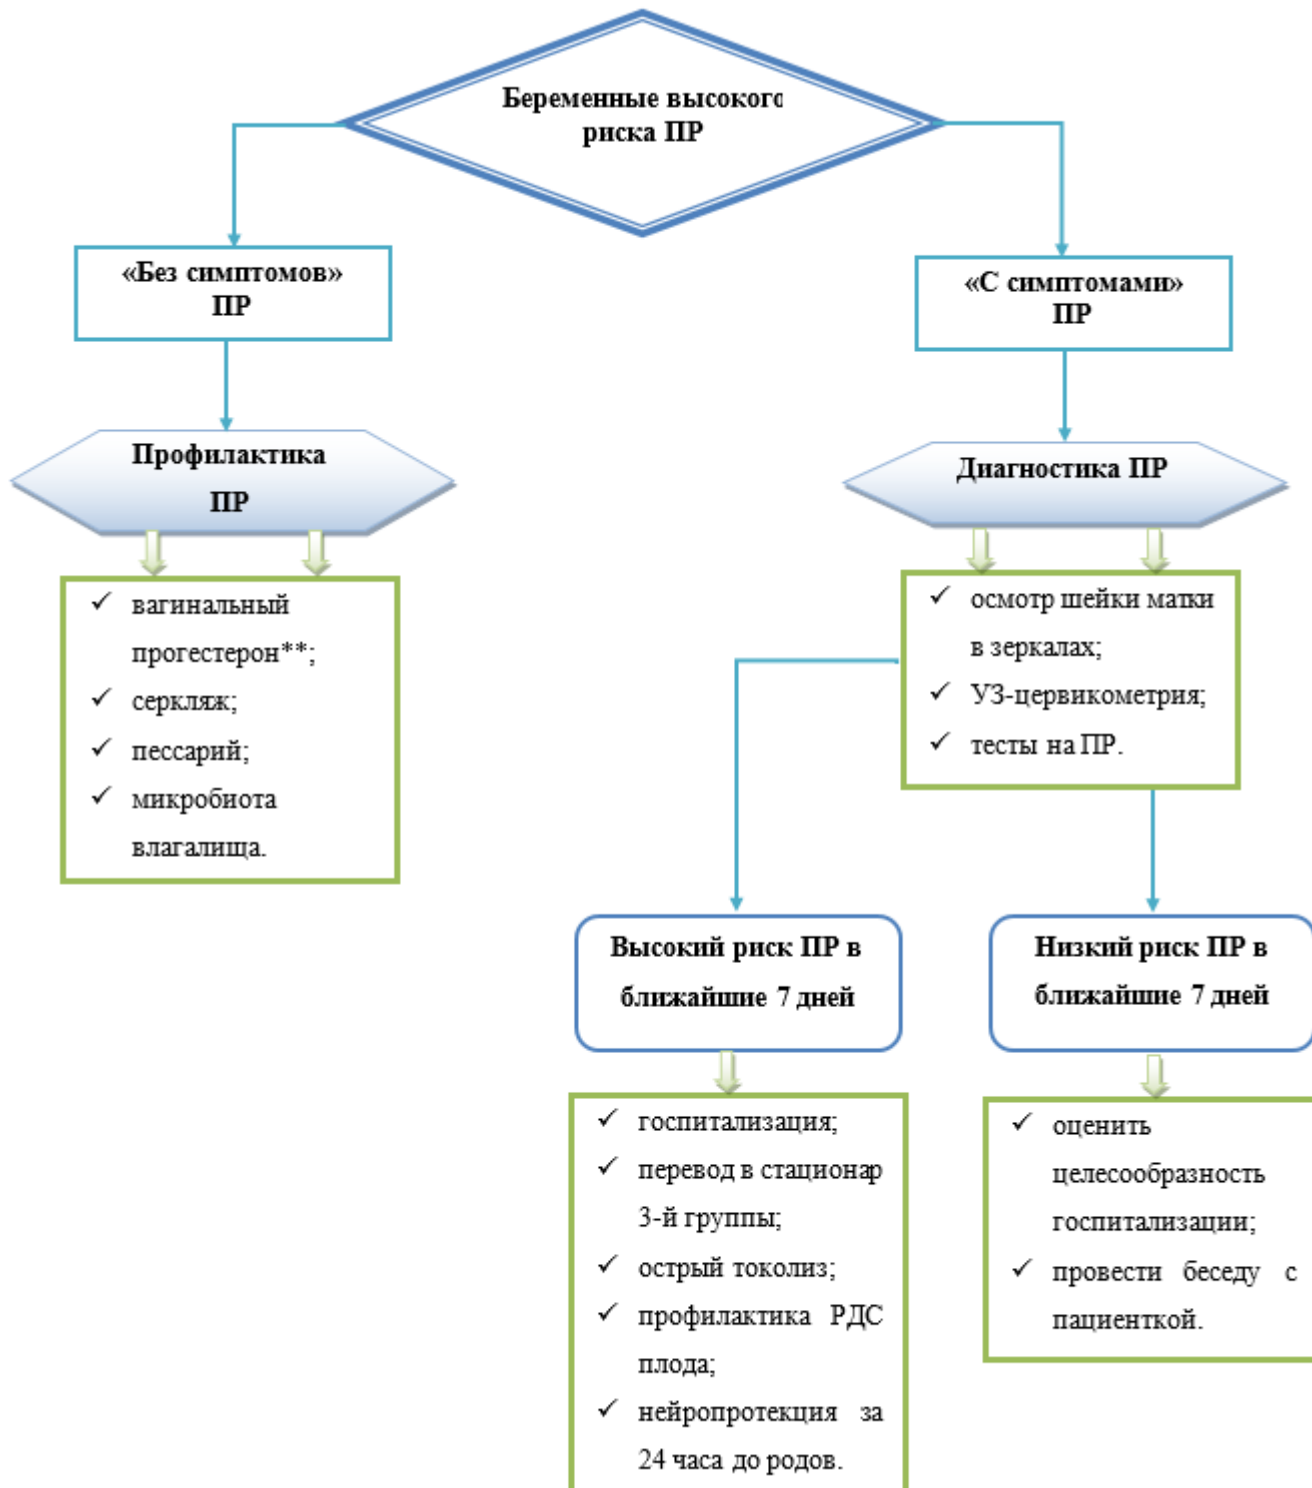 Беременные высокого
риска ПР
«Без симптомов»
ПР
«С симптомами»
ПР
Профилактика
ПР
Диагностика ПР
✓ вагинальный
прогестерон**;
✓ серкляж;
✓ пессарий;
✓ микробиота
влагалища.
✓ осмотр шейки матки
в зеркалах;
✓ УЗ-цервикометрия;
✓ тесты на ПР.
Высокий риск ПР в
ближайшие 7 дней
Низкий риск ПР в
ближайшие 7 дней
✓ госпитализация;
✓ перевод в стационар
3-й группы;
✓ острый токолиз;
✓ профилактика РДС
плода;
✓ нейропротекция за
24 часа до родов.
✓ оценить
целесообразность
госпитализации;
✓ провести беседу с
пациенткой.